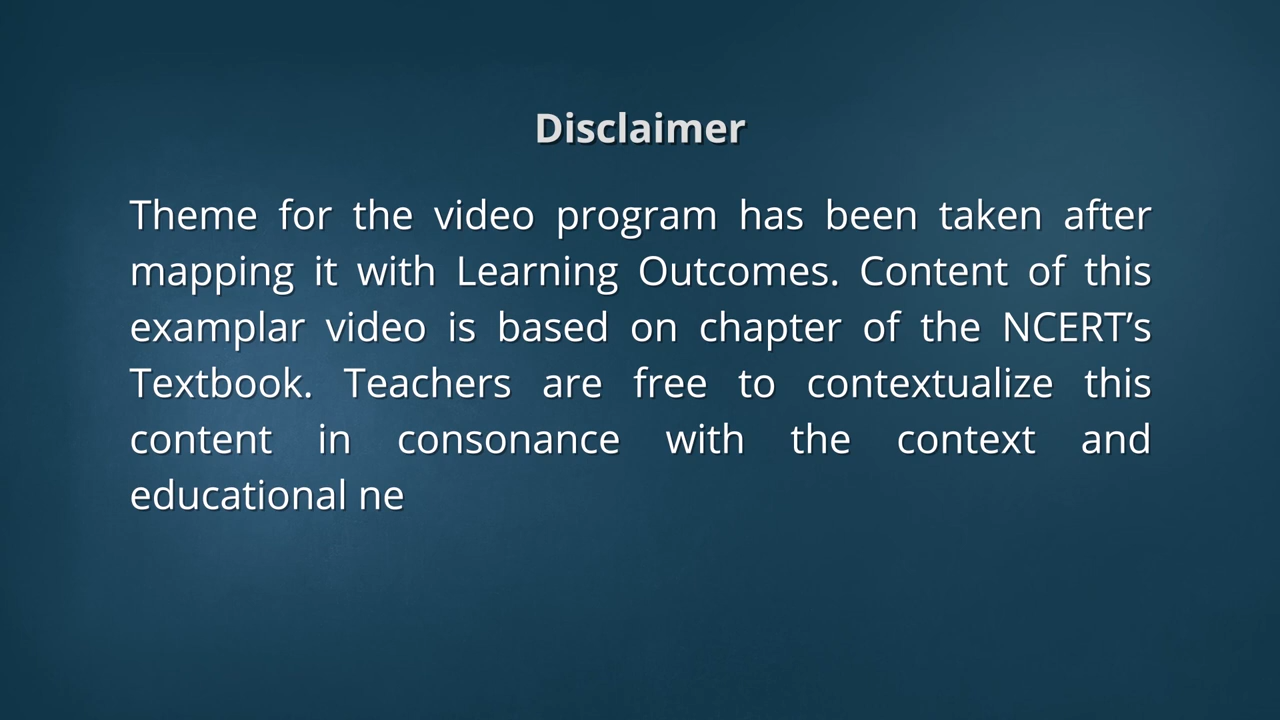 Disclaimer
Theme for the video program has been taken after
mapping it with Learning Outcomes. Content of this
examplar video is based on chapter of the NCERT’s
Textbook. Teachers are free to contextualize this
content in consonance with the context and
educational ne